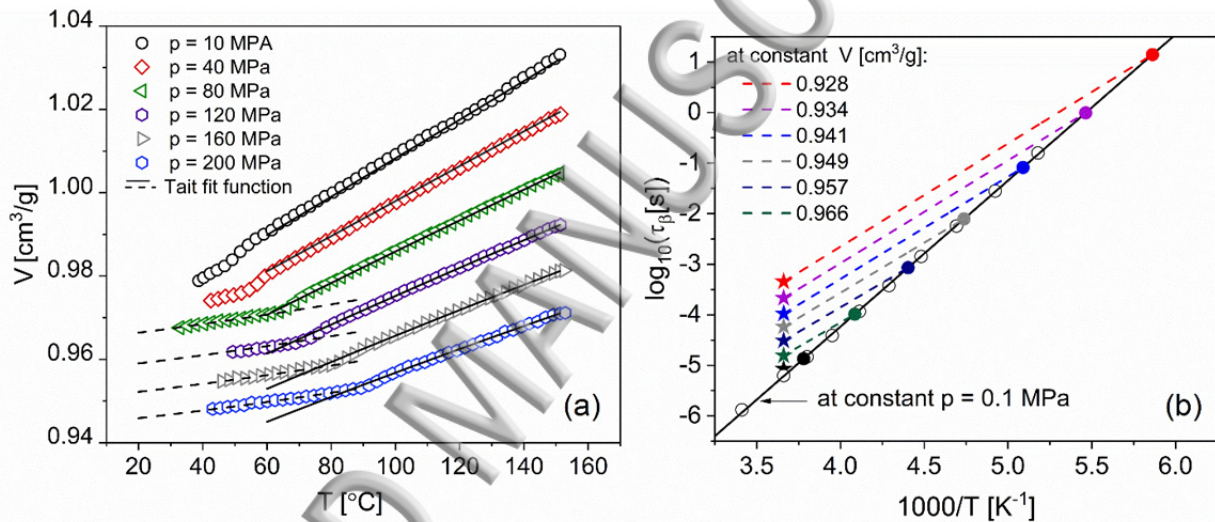 1.04
1.02
1.00
0.98
0.96
0.94
V [cm³/g]
p = 10 MPA
p = 40 MPa
p = 80 MPa
p = 120 MPa
p = 160 MPa
p = 200 MPa
Tait fit function
(a)
20 40 60 80 100 120 140 160
T [°C]
1
0
-1
-2
-3
-4
-5
-6
log₁₀(τβ[s])
at constant V [cm³/g]:
0.928
0.934
0.941
0.949
0.957
0.966
at constant p = 0.1 MPa
(b)
3.5 4.0 4.5 5.0 5.5 6.0
1000/T [K⁻¹]
D MANUSC